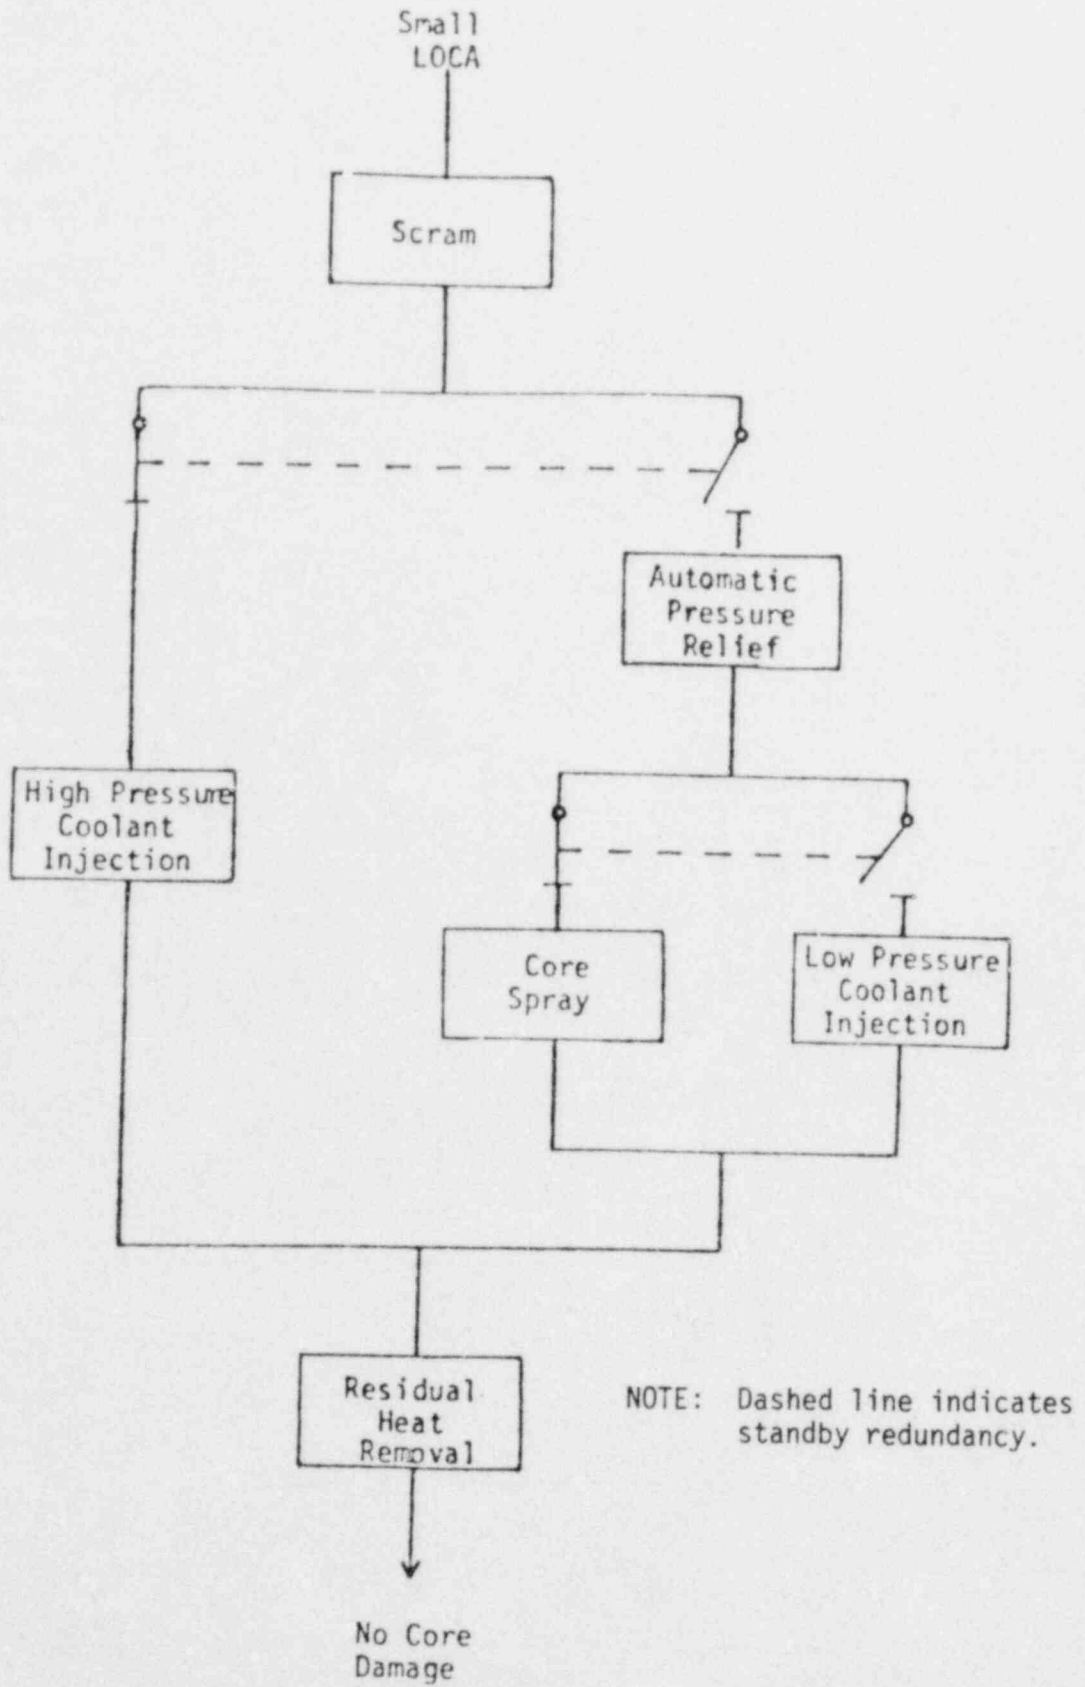 Small
LOCA
Scram
Automatic
Pressure
Relief
High Pressure
Coolant
Injection
Core
Spray
Low Pressure
Coolant
Injection
Residual
Heat
Removal
NOTE: Dashed line indicates
standby redundancy.
No Core
Damage